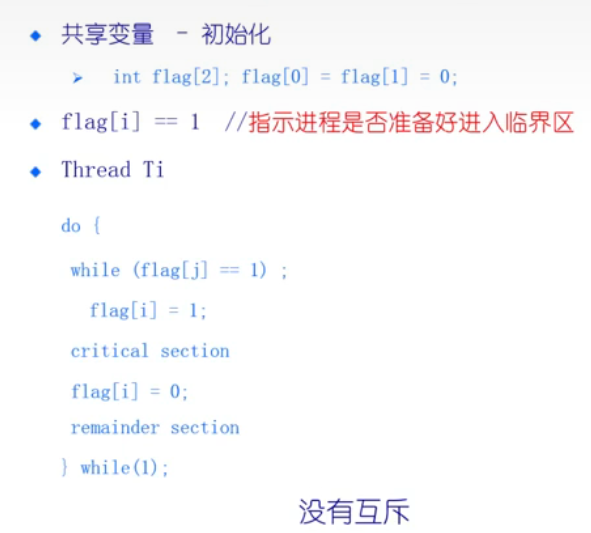 共享变量 - 初始化
int flag[2]; flag[0] = flag[1] = 0;
flag[i] == 1 //指示进程是否准备好进入临界区
Thread Ti
do {
while (flag[j] == 1) ;
flag[i] = 1;
critical section
flag[i] = 0;
remainder section
} while(1);
没有互斥